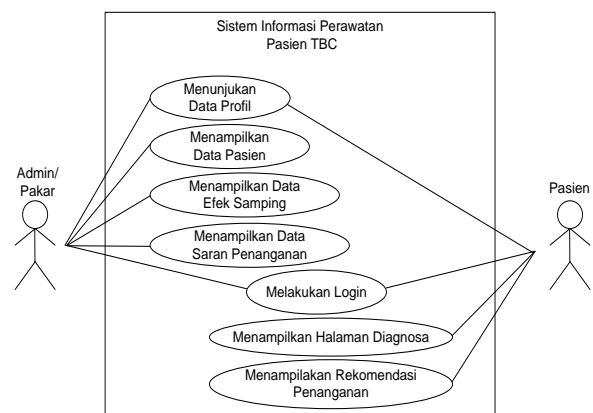 Sistem Informasi Perawatan
Pasien TBC
Menunjukan
Data Profil
Menampilkan
Data Pasien
Admin/
Pakar
Menampilkan Data
Efek Samping
Pasien
Menampilkan Data
Saran Penanganan
Melakukan Login
Menampilkan Halaman Diagnosa
Menampilakan Rekomendasi
Penanganan